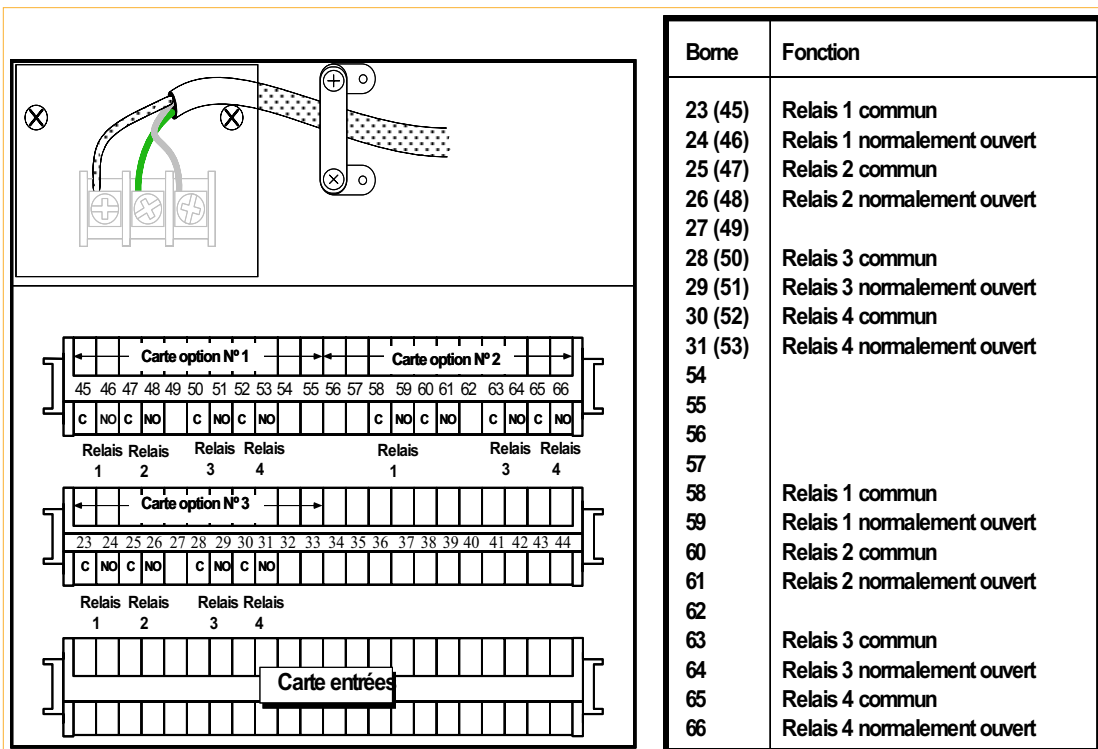 Carte option Nº 1 Carte option Nº 2
45 46 47 48 49 50 51 52 53 54 55 56 57 58 59 60 61 62 63 64 65 66
C NO C NO C NO C NO C NO C NO C NO C NO
Relais Relais Relais Relais Relais Relais Relais
1 2 3 4 1 3 4
Carte option Nº 3
23 24 25 26 27 28 29 30 31 32 33 34 35 36 37 38 39 40 41 42 43 44
C NO C NO C NO C NO
Relais Relais Relais Relais
1 2 3 4
Carte entrées
Borne Fonction
23 (45) Relais 1 commun
24 (46) Relais 1 normalement ouvert
25 (47) Relais 2 commun
26 (48) Relais 2 normalement ouvert
27 (49)
28 (50) Relais 3 commun
29 (51) Relais 3 normalement ouvert
30 (52) Relais 4 commun
31 (53) Relais 4 normalement ouvert
54
55
56
57
58 Relais 1 commun
59 Relais 1 normalement ouvert
60 Relais 2 commun
61 Relais 2 normalement ouvert
62
63 Relais 3 commun
64 Relais 3 normalement ouvert
65 Relais 4 commun
66 Relais 4 normalement ouvert